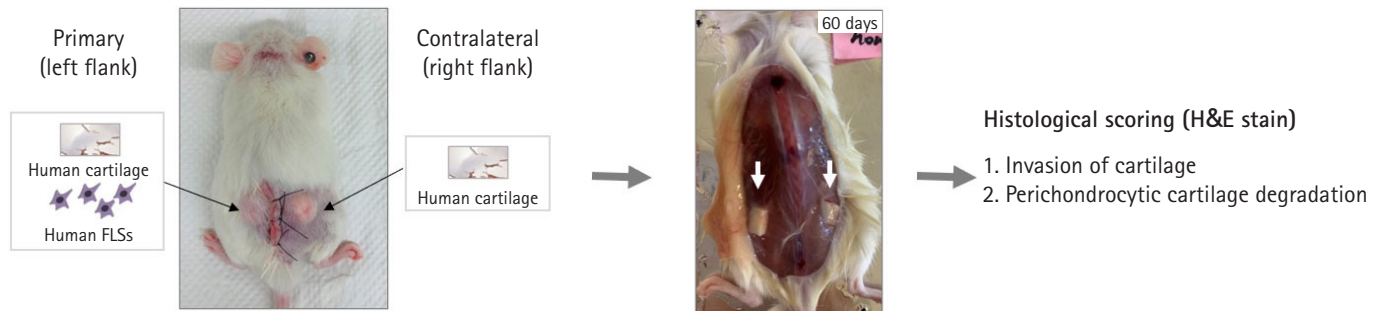 Primary
(left flank)
Human cartilage
Human FLSs
Contralateral
(right flank)
Human cartilage
60 days
Histological scoring (H&E stain)
1. Invasion of cartilage
2. Perichondrocytic cartilage degradation